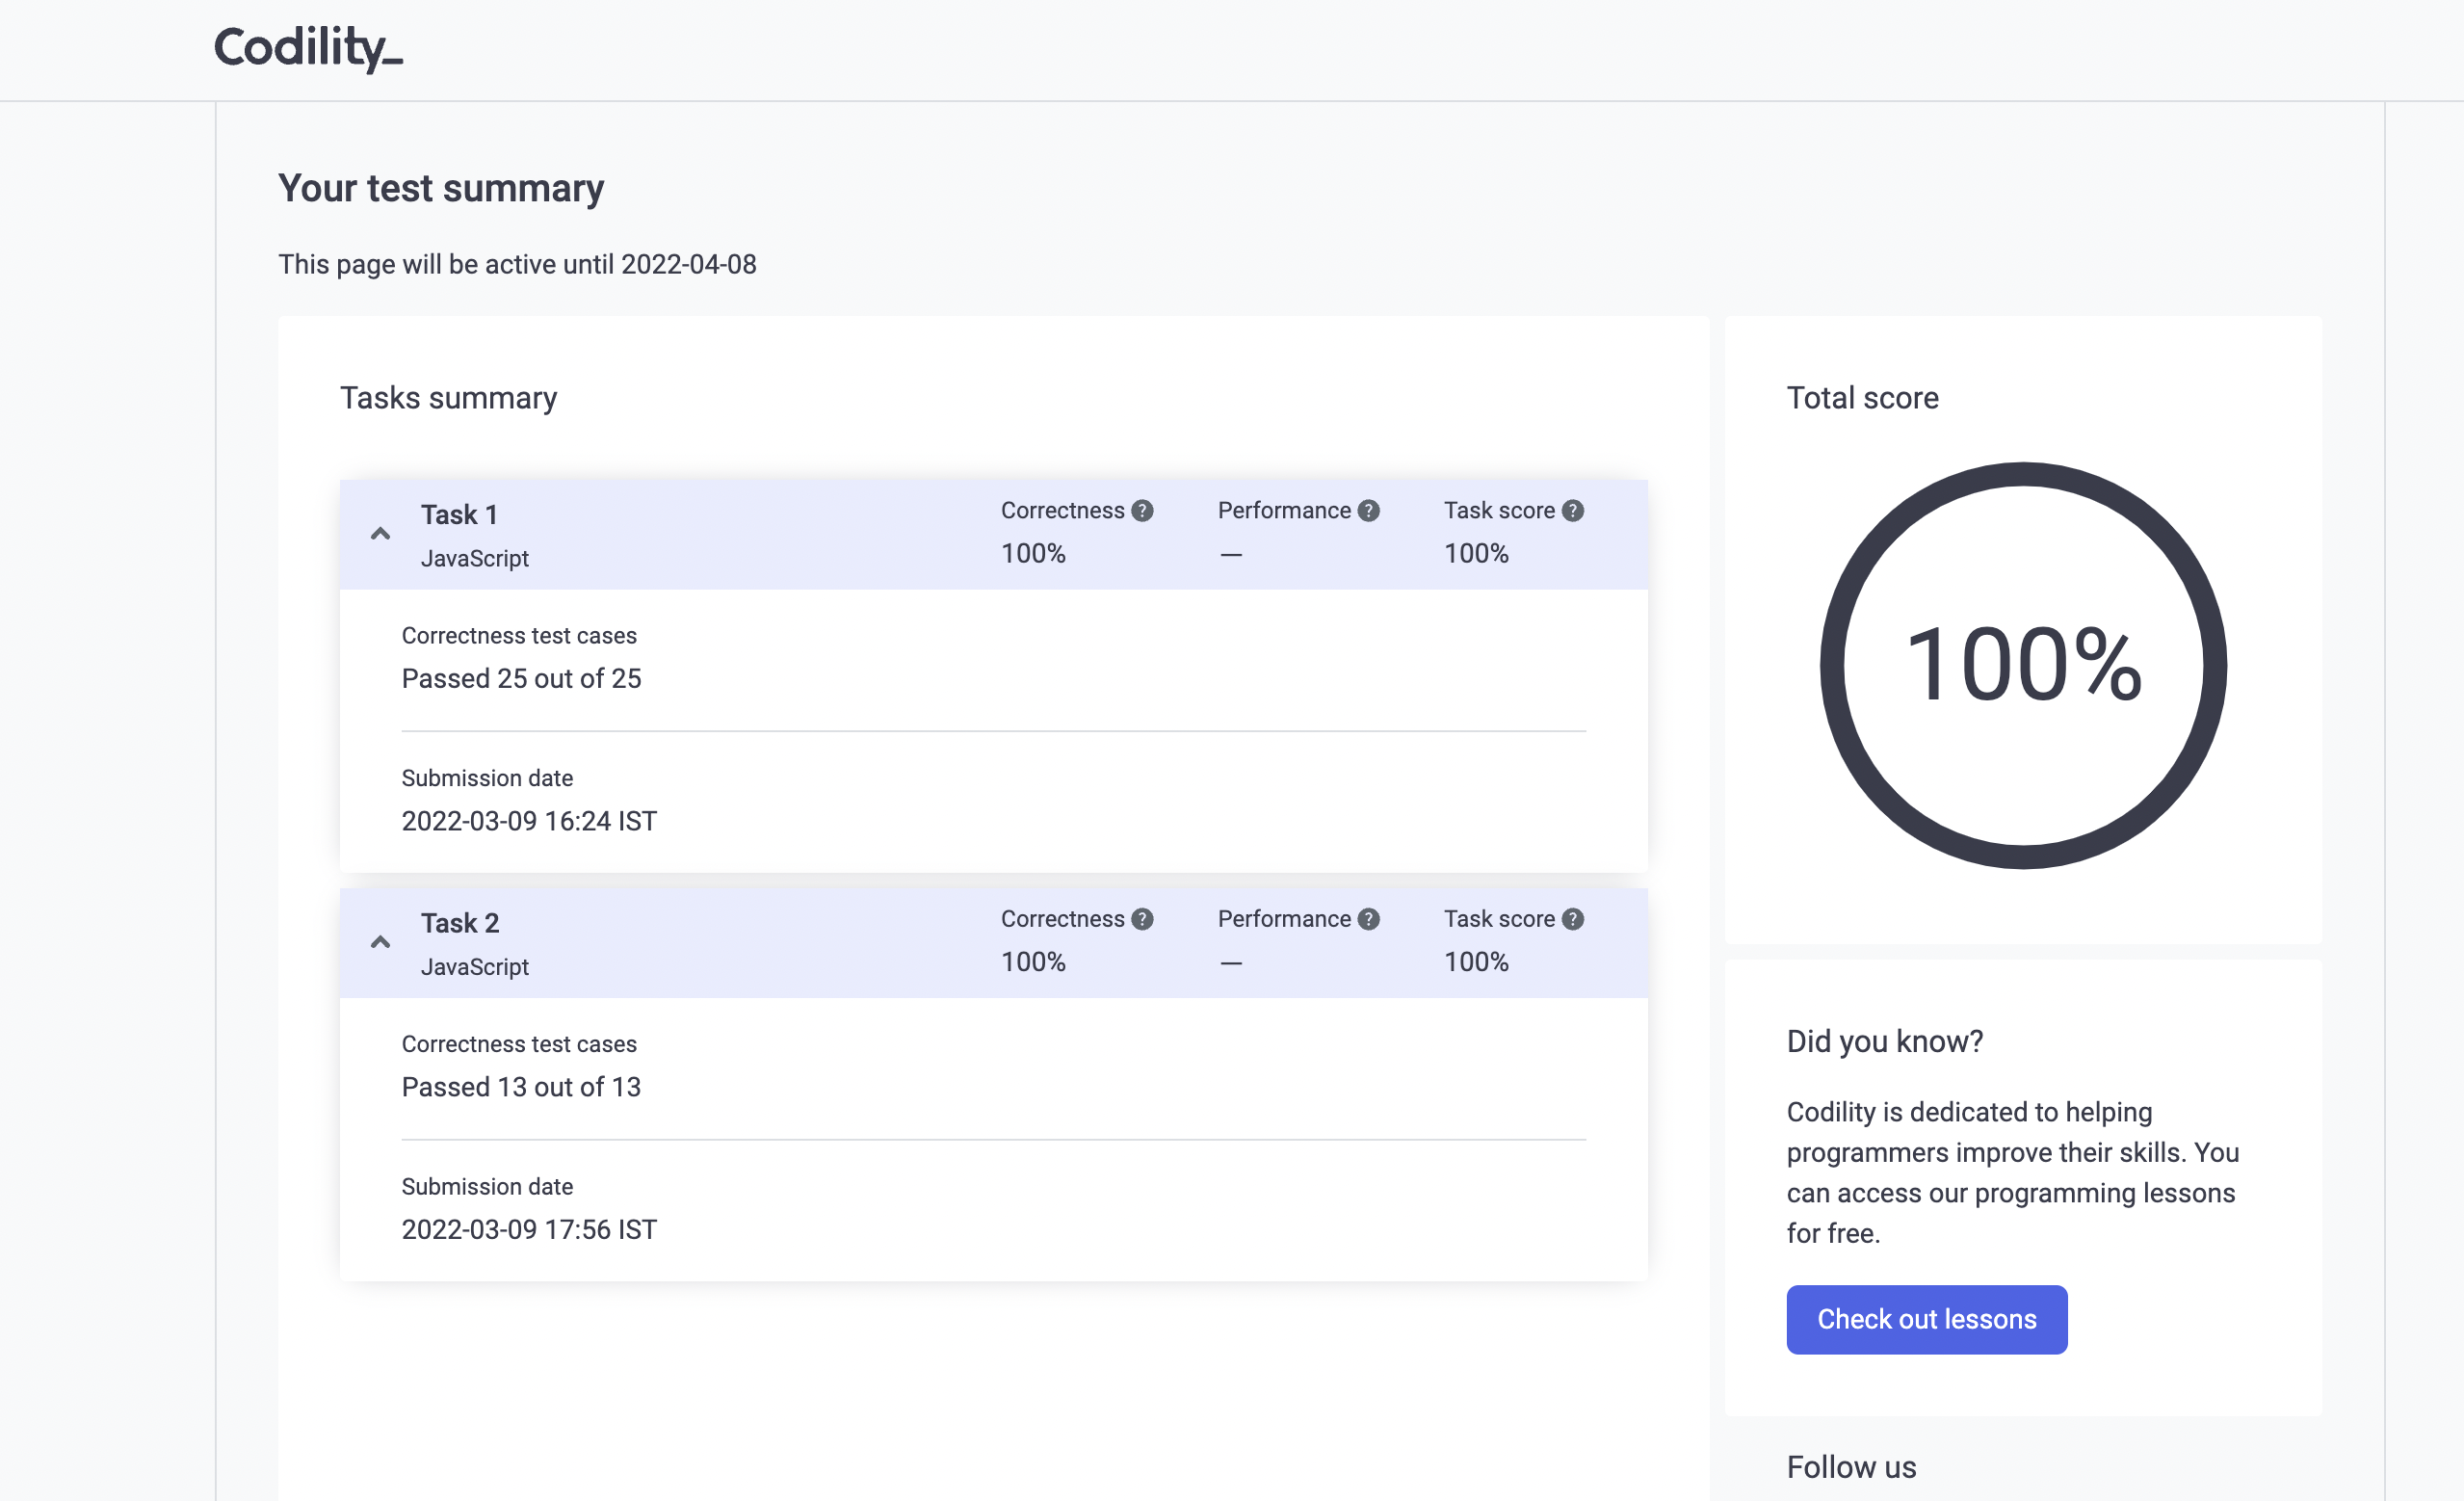 Codility_
Your test summary
This page will be active until 2022-04-08
Tasks summary
Task 1
JavaScript
Correctness ?
100%
Performance ?
—
Task score ?
100%
Correctness test cases
Passed 25 out of 25
Submission date
2022-03-09 16:24 IST
Task 2
JavaScript
Correctness ?
100%
Performance ?
—
Task score ?
100%
Correctness test cases
Passed 13 out of 13
Submission date
2022-03-09 17:56 IST
Total score
100%
Did you know?
Codility is dedicated to helping
programmers improve their skills. You
can access our programming lessons
for free.
Check out lessons
Follow us